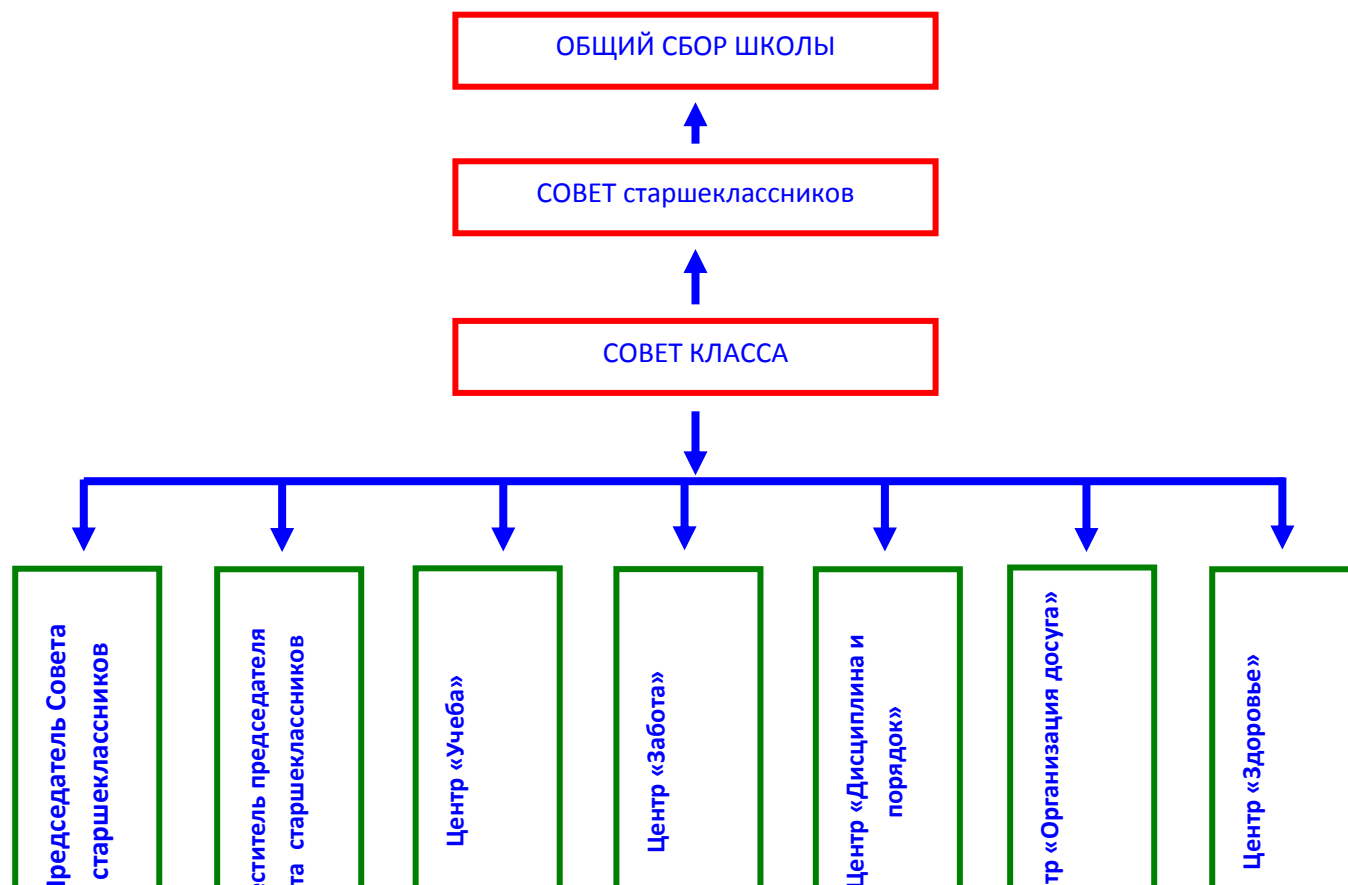 ОБЩИЙ СБОР ШКОЛЫ
СОВЕТ старшеклассников
СОВЕТ КЛАССА
Председатель Совета
старшеклассников
председателя
старшеклассников
Центр «Учеба»
Центр «Забота»
Центр «Дисциплина и
порядок»
«Организация досуга»
Центр «Здоровье»